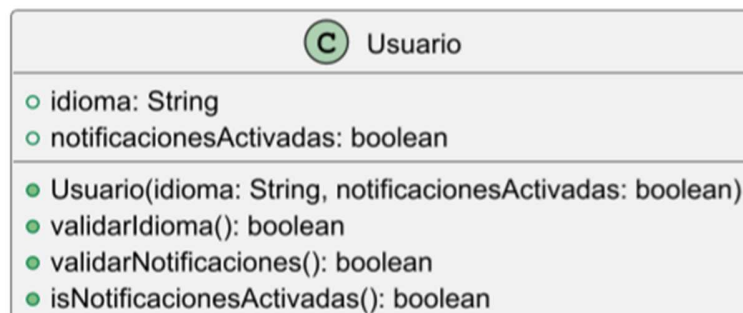 C Usuario
idioma: String
notificacionesActivadas: boolean
Usuario(idioma: String, notificacionesActivadas: boolean)
validarIdioma(): boolean
validarNotificaciones(): boolean
isNotificacionesActivadas(): boolean